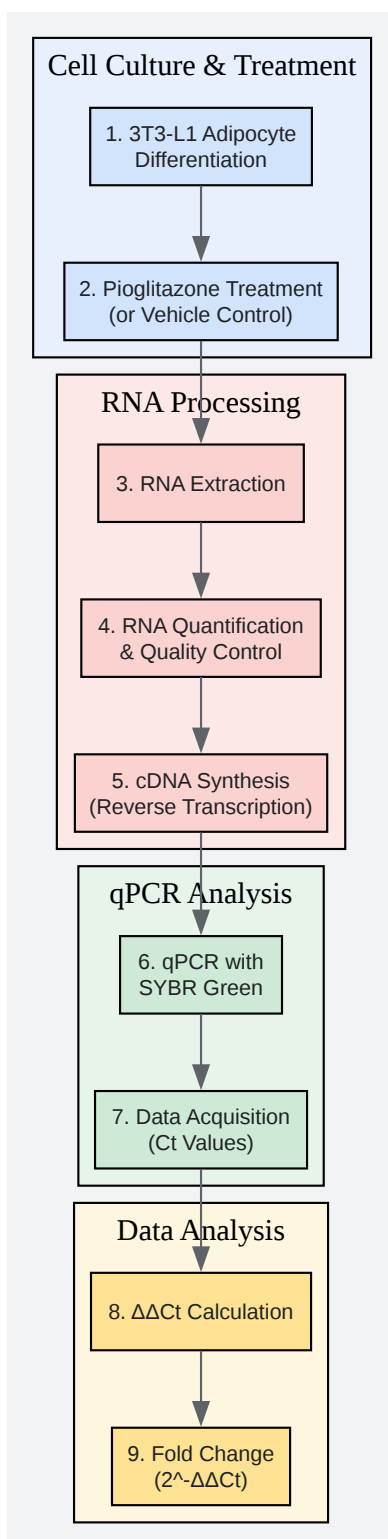 Cell Culture & Treatment
1. 3T3-L1 Adipocyte
Differentiation
2. Pioglitazone Treatment
(or Vehicle Control)
RNA Processing
3. RNA Extraction
4. RNA Quantification
& Quality Control
5. cDNA Synthesis
(Reverse Transcription)
qPCR Analysis
6. qPCR with
SYBR Green
7. Data Acquisition
(Ct Values)
Data Analysis
8. ΔΔCt Calculation
9. Fold Change
(2^-ΔΔCt)